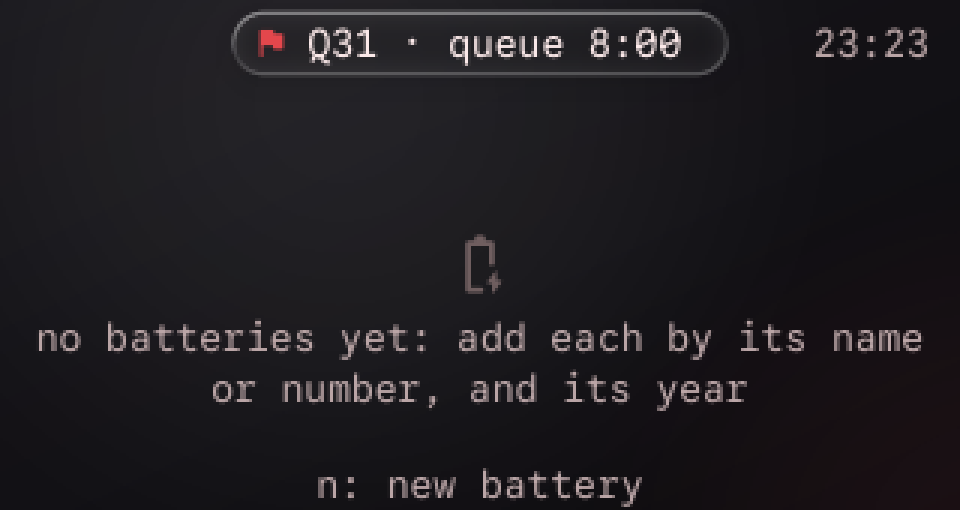 Q31 · queue 8:00
23:23
no batteries yet: add each by its name
or number, and its year
n: new battery